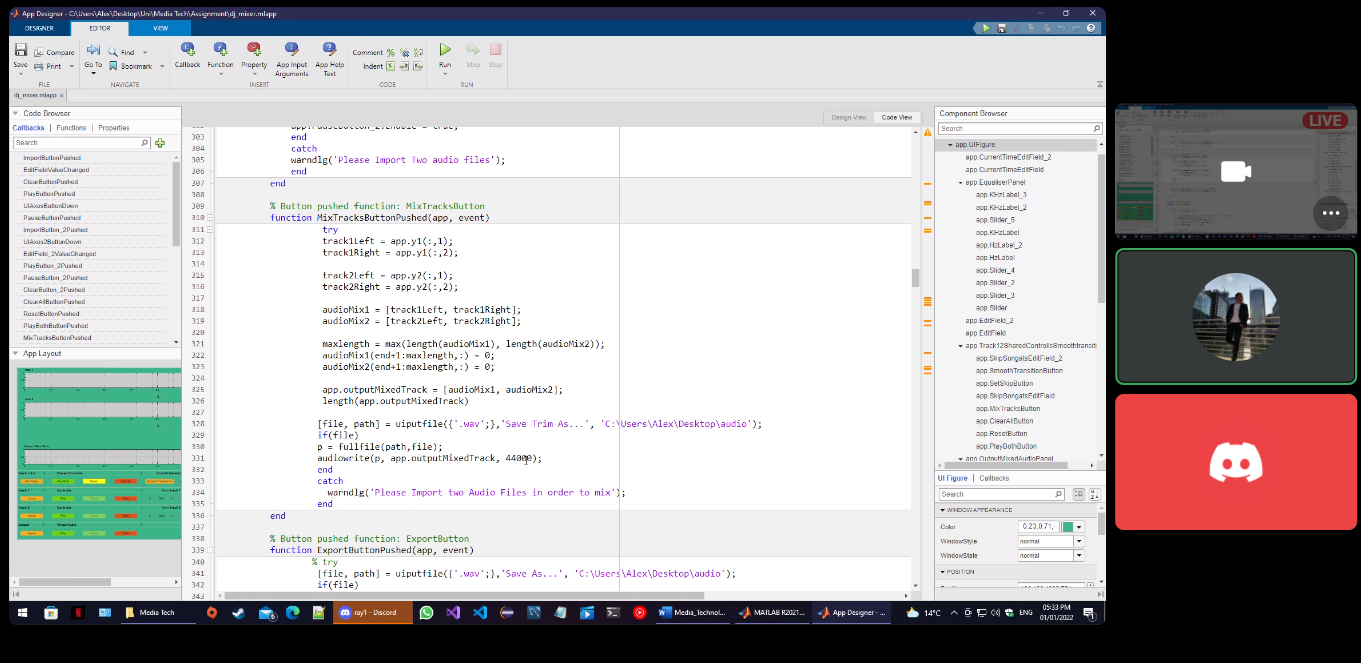 App Designer - C:\Users\Alex\Desktop\Uni\Media Tech\Assignment\dj_mixer.mlapp
DESIGNER EDITOR VIEW
Save Compare Print Go To Find Bookmark Callback Function Property App Input Arguments App Help Text Comment Indent Run Step Stop
FILE NAVIGATE INSERT CODE RUN
dj_mixer.mlapp
Code Browser
Callbacks Functions Properties
Search
ImportButtonPushed
EditFieldValueChanged
ClearButtonPushed
PlayButtonPushed
UIAxesButtonDown
PauseButtonPushed
ImportButton_2Pushed
UIAxes2ButtonDown
EditField_2ValueChanged
PlayButton_2Pushed
PauseButton_2Pushed
ClearButton_2Pushed
ClearAllButtonPushed
ResetButtonPushed
PlayBothButtonPushed
MixTracksButtonPushed
App Layout
Design View Code View
303 end
304 catch
305 warndlg('Please Import Two audio files');
306 end
307 end
308
309 % Button pushed function: MixTracksButton
310 function MixTracksButtonPushed(app, event)
311 try
312 track1Left = app.y1(:,1);
313 track1Right = app.y1(:,2);
314
315 track2Left = app.y2(:,1);
316 track2Right = app.y2(:,2);
317
318 audioMix1 = [track1Left, track1Right];
319 audioMix2 = [track2Left, track2Right];
320
321 maxlength = max(length(audioMix1), length(audioMix2));
322 audioMix1(end+1:maxlength,:) = 0;
323 audioMix2(end+1:maxlength,:) = 0;
324
325 app.outputMixedTrack = [audioMix1, audioMix2];
326 length(app.outputMixedTrack)
327
328 [file, path] = uiputfile({'.wav';},'Save Trim As...', 'C:\Users\Alex\Desktop\audio');
329 if(file)
330 p = fullfile(path,file);
331 audiowrite(p, app.outputMixedTrack, 44000);
332 end
333 catch
334 warndlg('Please Import two Audio Files in order to mix');
335 end
336 end
337
338 % Button pushed function: ExportButton
339 function ExportButtonPushed(app, event)
340 % try
341 [file, path] = uiputfile({'.wav';},'Save As...', 'C:\Users\Alex\Desktop\audio');
342 if(file)
343
Component Browser
Search
app.UIFigure
app.CurrentTimeEditField_2
app.CurrentTimeEditField
app.EqualiserPanel
app.KHzLabel_3
app.KHzLabel_2
app.Slider_5
app.KHzLabel
app.HzLabel_2
app.HzLabel
app.Slider_4
app.Slider_2
app.Slider_3
app.Slider
app.EditField_2
app.EditField
app.Track12SharedControllsSmoothtransiti
app.SkipSongatsEditField_2
app.SmoothTransitionButton
app.SetSkipButton
app.SkipSongatsEditField
app.MixTracksButton
app.ClearAllButton
app.ResetButton
app.PlayBothButton
app.OutputMixedAudioPanel
UI Figure Callbacks
Search
WINDOW APPEARANCE
Color 0.23,0.71,
WindowStyle normal
WindowState normal
POSITION
LIVE
Media Tech
ray1 - Discord
Media_Technol...
MATLAB R2021...
App Designer - ...
14°C
ENG
05:33 PM
01/01/2022